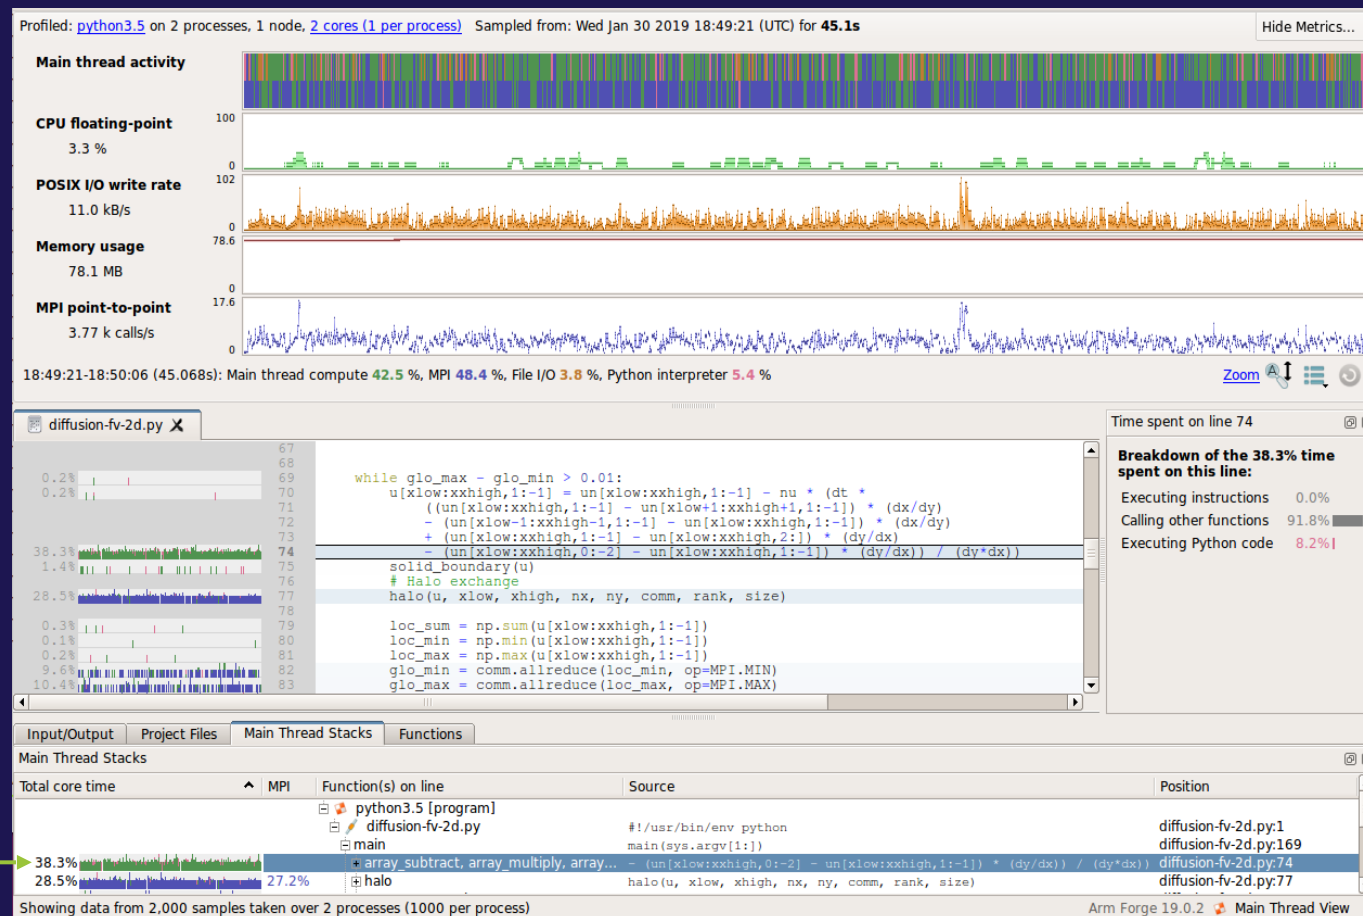 Profiled: python3.5 on 2 processes, 1 node, 2 cores (1 per process) Sampled from: Wed Jan 30 2019 18:49:21 (UTC) for 45.1s
Hide Metrics...
Main thread activity
CPU floating-point
3.3 %
100
0
POSIX I/O write rate
11.0 kB/s
102
0
Memory usage
78.1 MB
78.6
0
MPI point-to-point
3.77 k calls/s
17.6
0
18:49:21-18:50:06 (45.068s): Main thread compute 42.5 %, MPI 48.4 %, File I/O 3.8 %, Python interpreter 5.4 %
Zoom
diffusion-fv-2d.py
67
68
0.2% 69 while glo_max - glo_min > 0.01:
0.2% 70 u[xlow:xxhigh,1:-1] = un[xlow:xxhigh,1:-1] - nu * (dt *
71 ((un[xlow:xxhigh,1:-1] - un[xlow+1:xxhigh+1,1:-1]) * (dx/dy)
72 - (un[xlow-1:xxhigh-1,1:-1] - un[xlow:xxhigh,1:-1]) * (dx/dy)
73 + (un[xlow:xxhigh,1:-1] - un[xlow:xxhigh,2:]) * (dy/dx)
38.3% 74 - (un[xlow:xxhigh,0:-2] - un[xlow:xxhigh,1:-1]) * (dy/dx)) / (dy*dx))
1.4% 75 solid_boundary(u)
76 # Halo exchange
28.5% 77 halo(u, xlow, xhigh, nx, ny, comm, rank, size)
78
0.3% 79 loc_sum = np.sum(u[xlow:xxhigh,1:-1])
0.1% 80 loc_min = np.min(u[xlow:xxhigh,1:-1])
0.2% 81 loc_max = np.max(u[xlow:xxhigh,1:-1])
9.6% 82 glo_min = comm.allreduce(loc_min, op=MPI.MIN)
10.4% 83 glo_max = comm.allreduce(loc_max, op=MPI.MAX)
Time spent on line 74
Breakdown of the 38.3% time
spent on this line:
Executing instructions 0.0%
Calling other functions 91.8%
Executing Python code 8.2%
Input/Output Project Files Main Thread Stacks Functions
Main Thread Stacks
Total core time MPI Function(s) on line Source Position
python3.5 [program]
diffusion-fv-2d.py #!/usr/bin/env python diffusion-fv-2d.py:1
main main(sys.argv[1:]) diffusion-fv-2d.py:169
38.3% array_subtract, array_multiply, array... - (un[xlow:xxhigh,0:-2] - un[xlow:xxhigh,1:-1]) * (dy/dx)) / (dy*dx)) diffusion-fv-2d.py:74
28.5% 27.2% halo halo(u, xlow, xhigh, nx, ny, comm, rank, size) diffusion-fv-2d.py:77
Showing data from 2,000 samples taken over 2 processes (1000 per process)
Arm Forge 19.0.2 Main Thread View